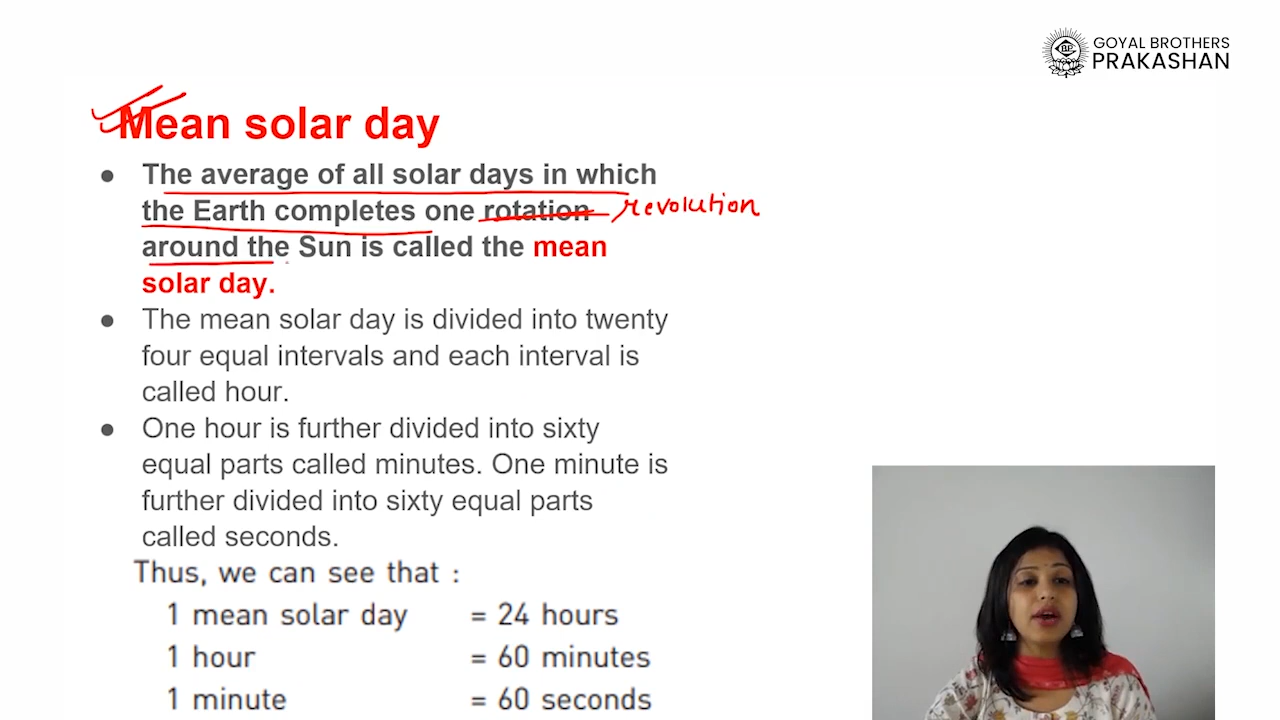 GOYAL BROTHERS
PRAKASHAN
Mean solar day
● The average of all solar days in which
the Earth completes one rotation revolution
around the Sun is called the mean
solar day.
● The mean solar day is divided into twenty
four equal intervals and each interval is
called hour.
● One hour is further divided into sixty
equal parts called minutes. One minute is
further divided into sixty equal parts
called seconds.
Thus, we can see that :
1 mean solar day = 24 hours
1 hour = 60 minutes
1 minute = 60 seconds